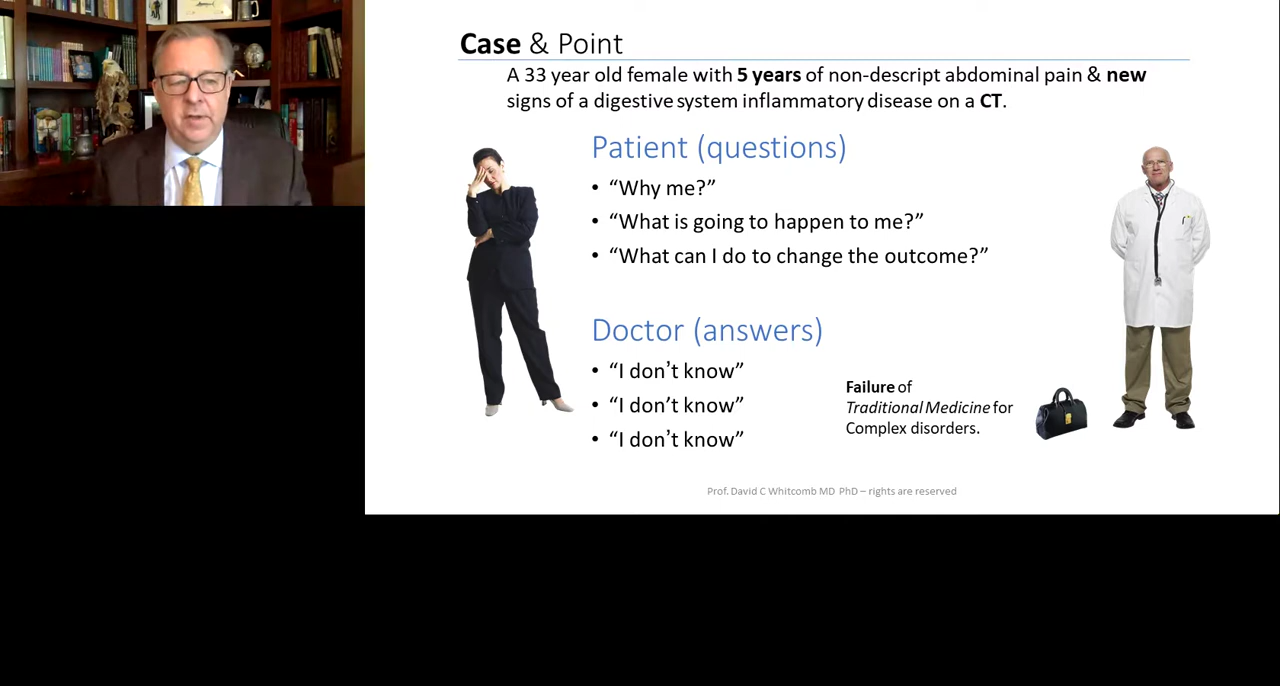 Case & Point
A 33 year old female with 5 years of non-descript abdominal pain & new
signs of a digestive system inflammatory disease on a CT.
Patient (questions)
• “Why me?”
• “What is going to happen to me?”
• “What can I do to change the outcome?”
Doctor (answers)
• “I don’t know”
• “I don’t know”
• “I don’t know”
Failure of
Traditional Medicine for
Complex disorders.
Prof. David C Whitcomb MD PhD – rights are reserved